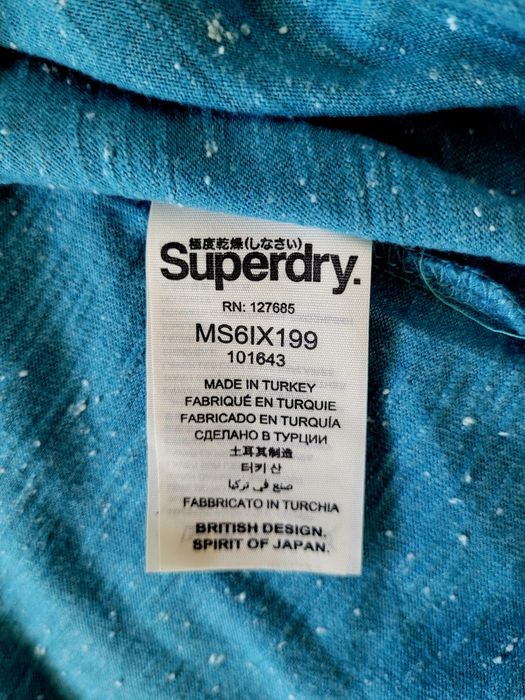 極度乾燥(しなさい)
Superdry.
RN: 127685
MS6IX199
101643
MADE IN TURKEY
FABRIQUÉ EN TURQUIE
FABRICADO EN TURQUÍA
СДЕЛАНО В ТУРЦИИ
土耳其制造
터키 산
صنع في تركيا
FABBRICATO IN TURCHIA
BRITISH DESIGN.
SPIRIT OF JAPAN.